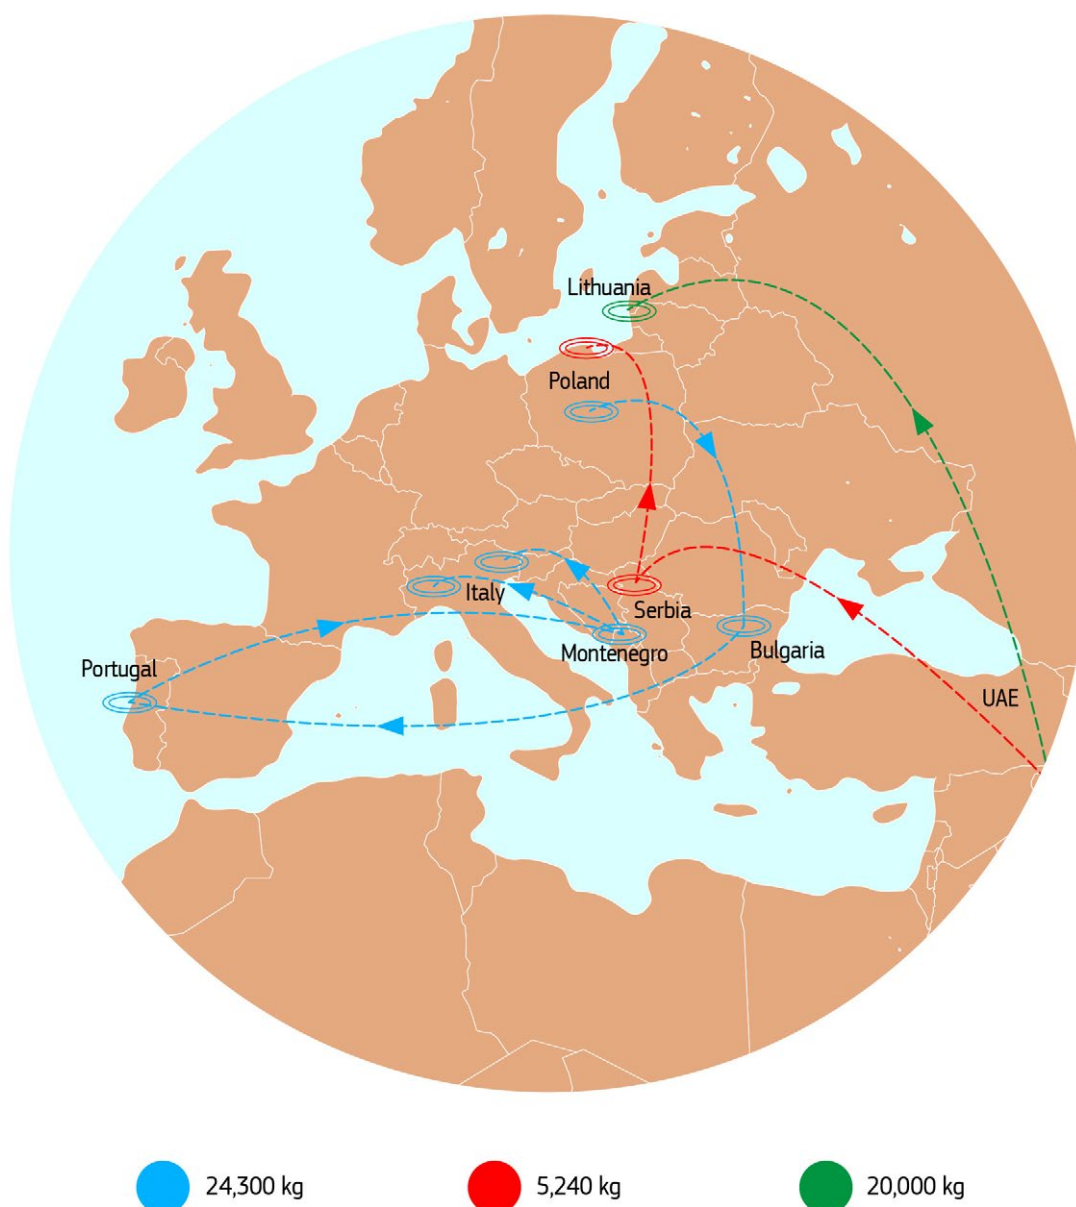 Lithuania
Poland
Italy
Serbia
Montenegro
Bulgaria
Portugal
UAE
24,300 kg
5,240 kg
20,000 kg